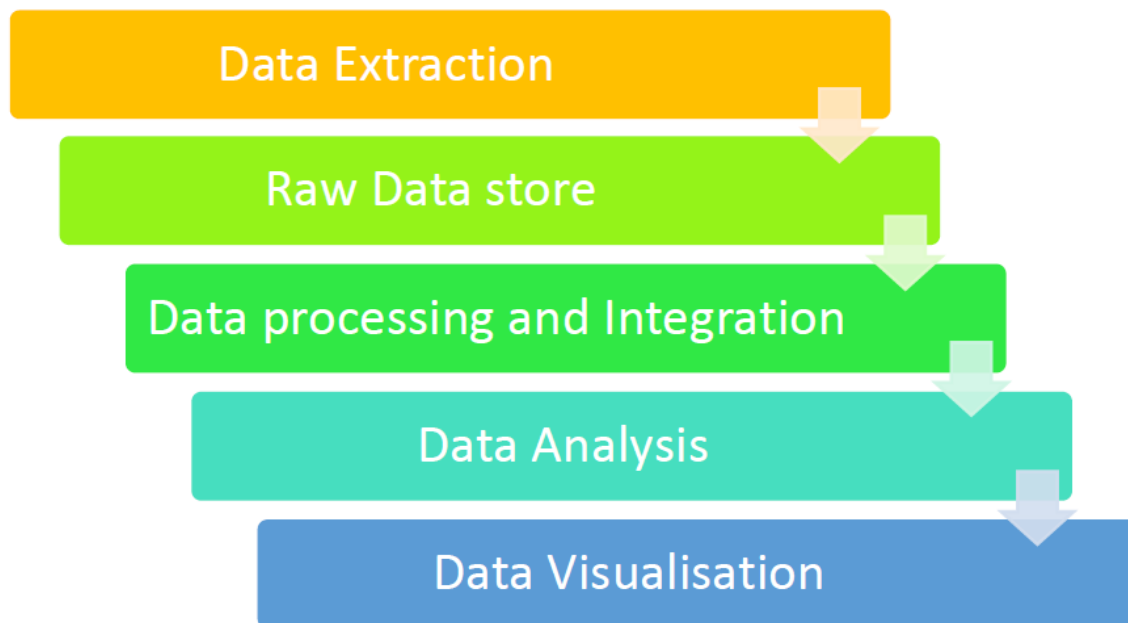 Data Extraction
Raw Data store
Data processing and Integration
Data Analysis
Data Visualisation